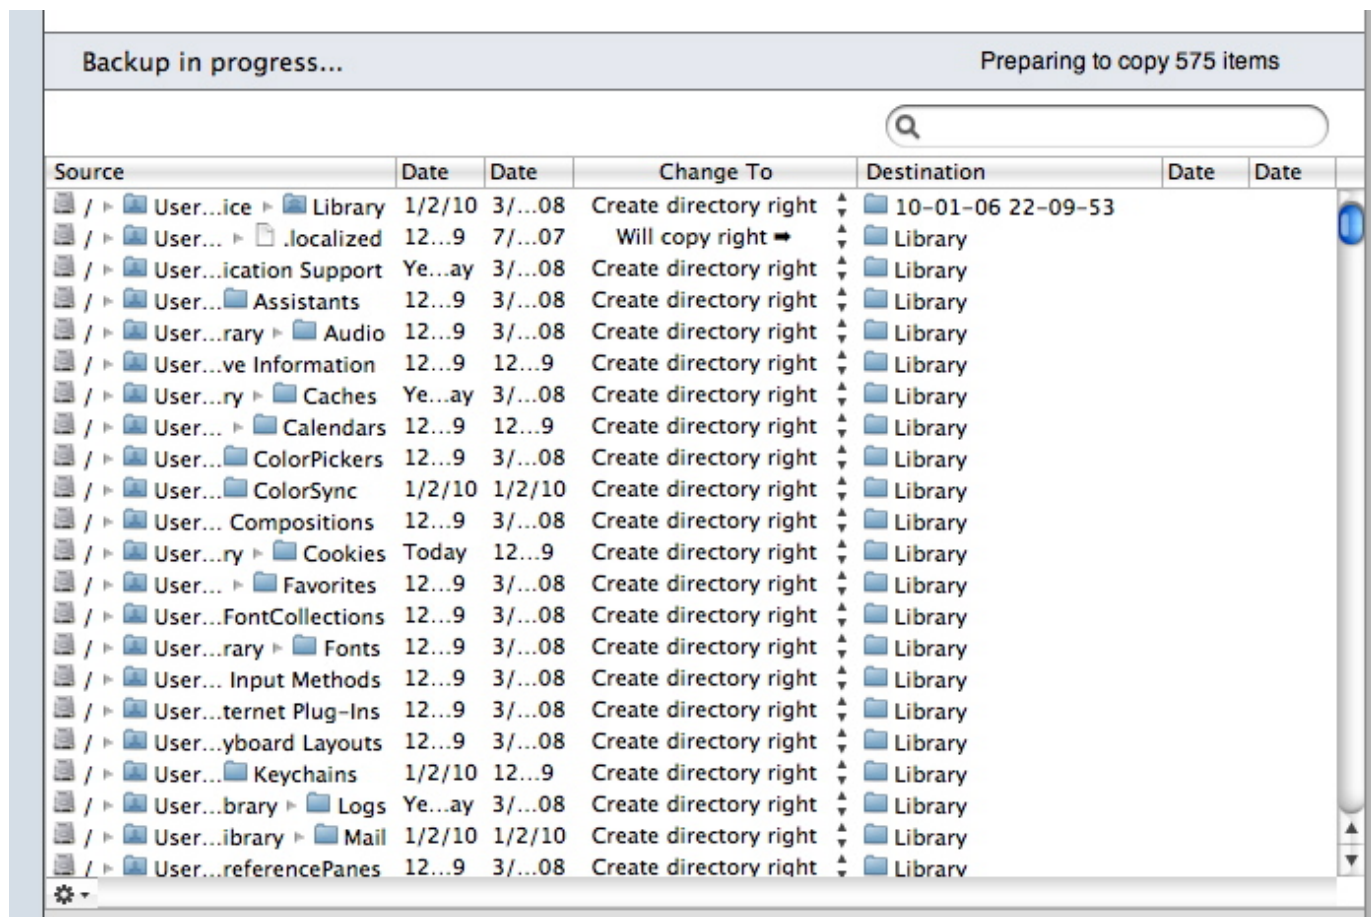 Backup in progress... Preparing to copy 575 items
Source Date Date Change To Destination Date Date
/ User...ice Library 1/2/10 3/...08 Create directory right 10-01-06 22-09-53
/ User... .localized 12...9 7/...07 Will copy right ➡ Library
/ User...ication Support Ye...ay 3/...08 Create directory right Library
/ User... Assistants 12...9 3/...08 Create directory right Library
/ User...rary Audio 12...9 3/...08 Create directory right Library
/ User...ve Information 12...9 12...9 Create directory right Library
/ User...ry Caches Ye...ay 3/...08 Create directory right Library
/ User... Calendars 12...9 12...9 Create directory right Library
/ User... ColorPickers 12...9 3/...08 Create directory right Library
/ User... ColorSync 1/2/10 1/2/10 Create directory right Library
/ User... Compositions 12...9 3/...08 Create directory right Library
/ User...ry Cookies Today 12...9 Create directory right Library
/ User... Favorites 12...9 3/...08 Create directory right Library
/ User...FontCollections 12...9 3/...08 Create directory right Library
/ User...rary Fonts 12...9 3/...08 Create directory right Library
/ User... Input Methods 12...9 3/...08 Create directory right Library
/ User...ternet Plug-Ins 12...9 3/...08 Create directory right Library
/ User...yboard Layouts 12...9 3/...08 Create directory right Library
/ User... Keychains 1/2/10 12...9 Create directory right Library
/ User...brary Logs Ye...ay 3/...08 Create directory right Library
/ User...ibrary Mail 1/2/10 1/2/10 Create directory right Library
/ User...referencePanes 12...9 3/...08 Create directory right Library